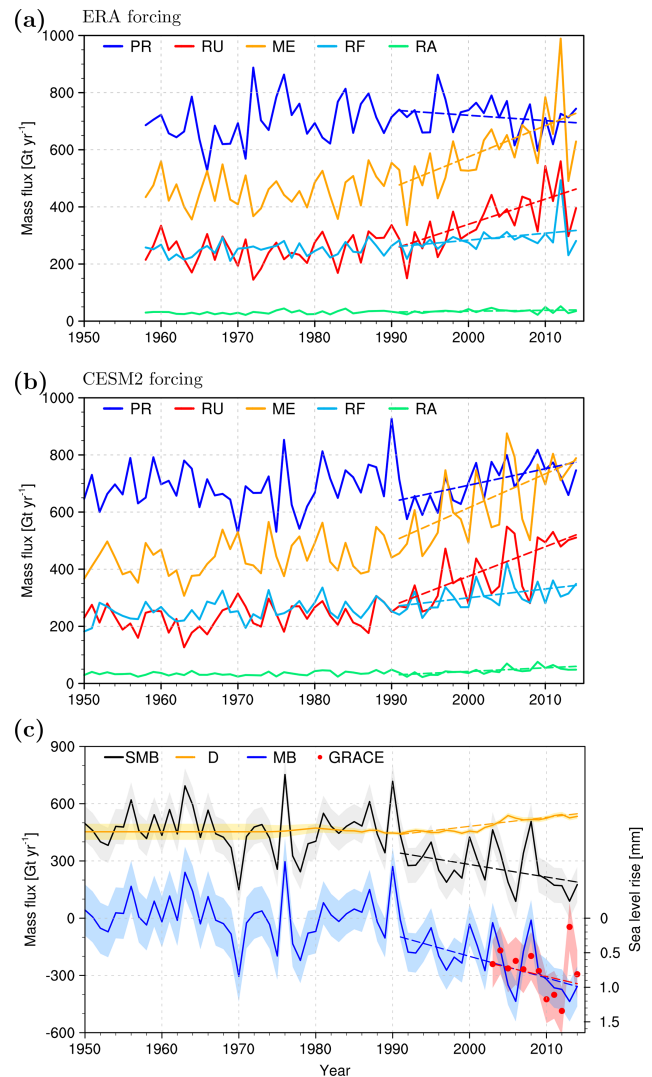 (a) ERA forcing
PR RU ME RF RA
Mass flux [Gt yr⁻¹]
1000
800
600
400
200
0
1950 1960 1970 1980 1990 2000 2010
(b) CESM2 forcing
PR RU ME RF RA
Mass flux [Gt yr⁻¹]
1000
800
600
400
200
0
1950 1960 1970 1980 1990 2000 2010
(c)
SMB D MB GRACE
Mass flux [Gt yr⁻¹]
900
600
300
0
-300
-600
Sea level rise [mm]
0
0.5
1.0
1.5
1950 1960 1970 1980 1990 2000 2010
Year